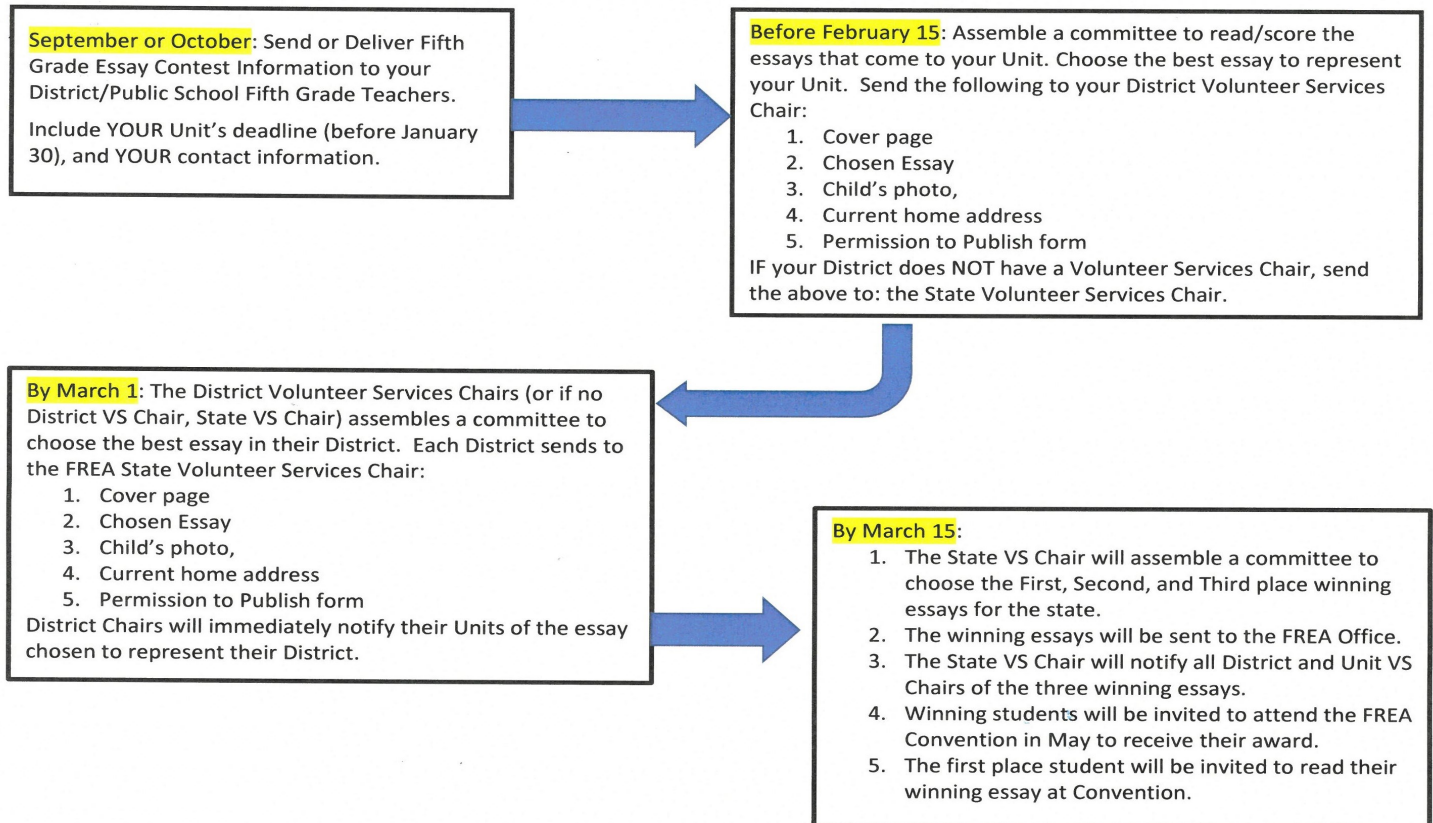 September or October: Send or Deliver Fifth
Grade Essay Contest Information to your
District/Public School Fifth Grade Teachers.
Include YOUR Unit's deadline (before January
30), and YOUR contact information.
Before February 15: Assemble a committee to read/score the
essays that come to your Unit. Choose the best essay to represent
your Unit. Send the following to your District Volunteer Services
Chair:
1. Cover page
2. Chosen Essay
3. Child's photo,
4. Current home address
5. Permission to Publish form
IF your District does NOT have a Volunteer Services Chair, send
the above to: the State Volunteer Services Chair.
By March 1: The District Volunteer Services Chairs (or if no
District VS Chair, State VS Chair) assembles a committee to
choose the best essay in their District. Each District sends to
the FREA State Volunteer Services Chair:
1. Cover page
2. Chosen Essay
3. Child's photo,
4. Current home address
5. Permission to Publish form
District Chairs will immediately notify their Units of the essay
chosen to represent their District.
By March 15:
1. The State VS Chair will assemble a committee to
choose the First, Second, and Third place winning
essays for the state.
2. The winning essays will be sent to the FREA Office.
3. The State VS Chair will notify all District and Unit VS
Chairs of the three winning essays.
4. Winning students will be invited to attend the FREA
Convention in May to receive their award.
5. The first place student will be invited to read their
winning essay at Convention.